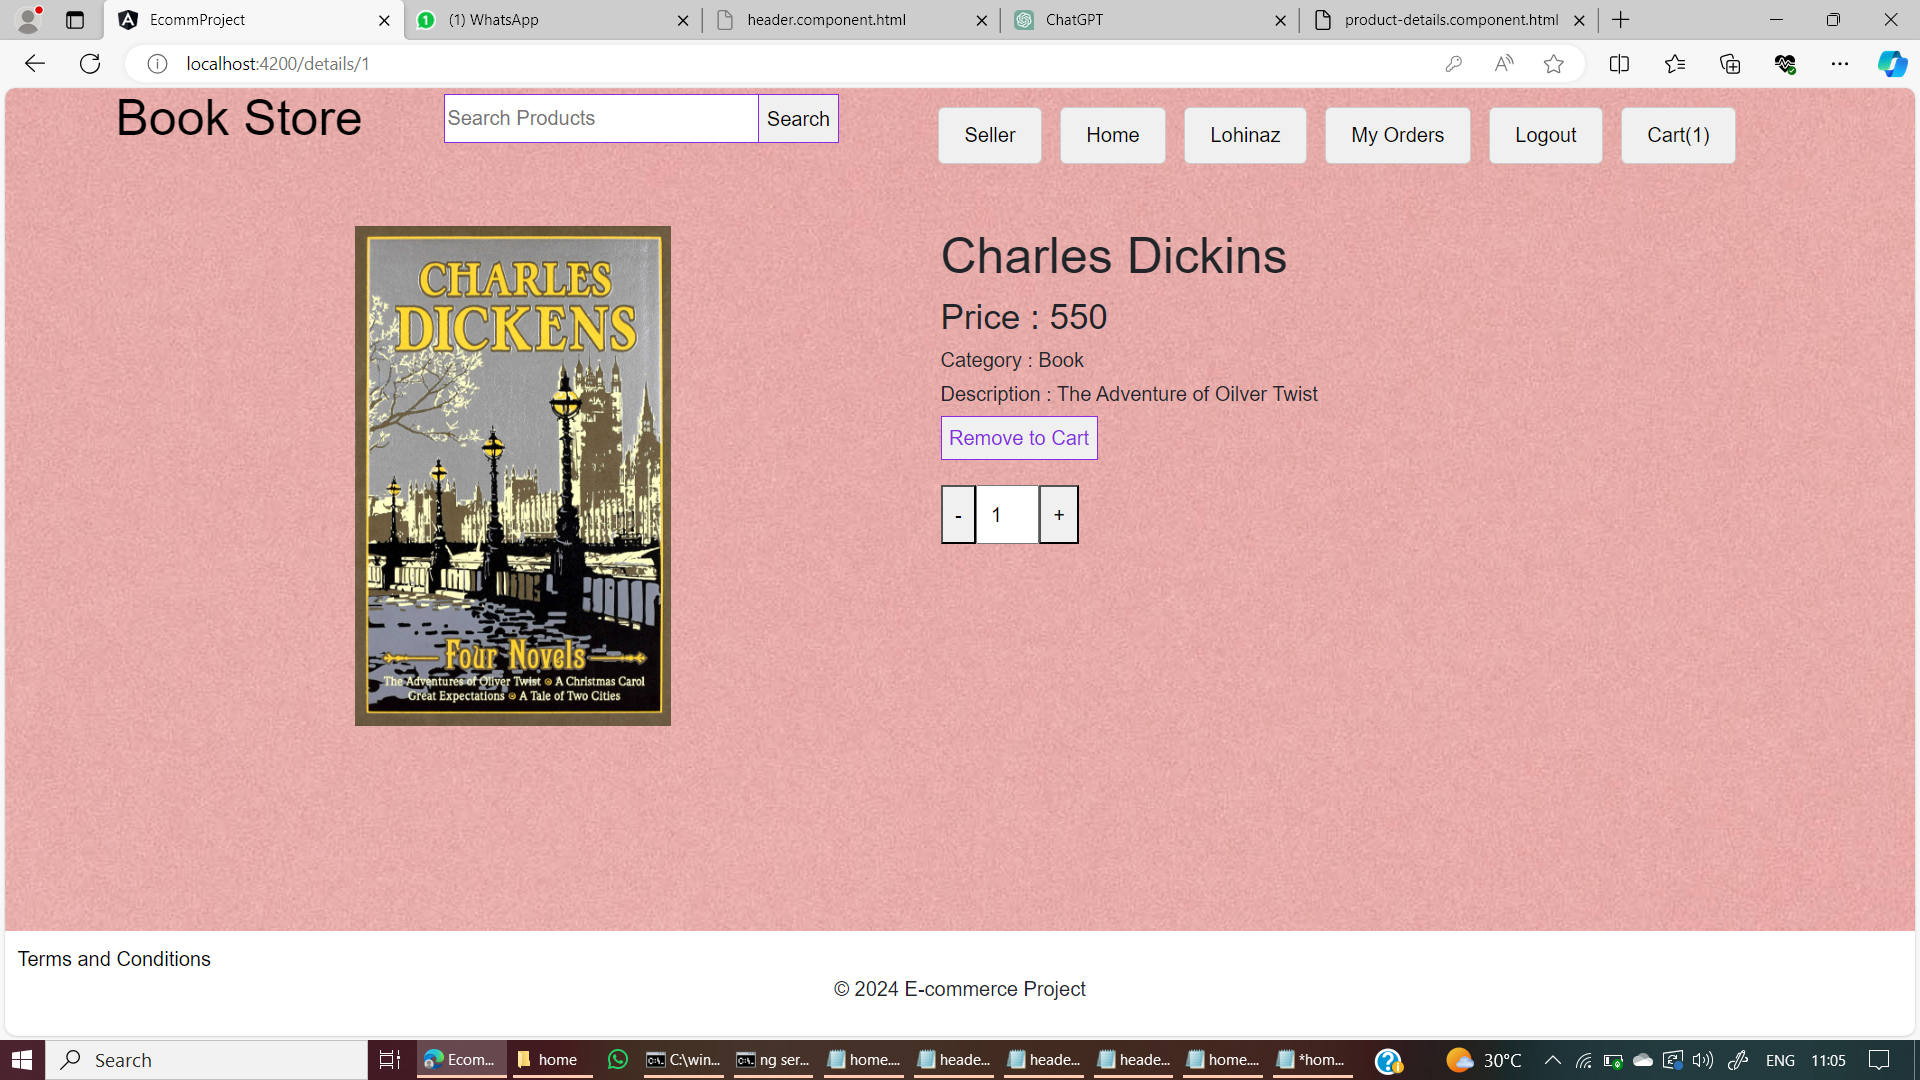 EcommProject
(1) WhatsApp
header.component.html
ChatGPT
product-details.component.html
localhost:4200/details/1
Book Store
Search Products
Search
Seller
Home
Lohinaz
My Orders
Logout
Cart(1)
CHARLES
DICKENS
Four Novels
The Adventures of Oliver Twist A Christmas Carol
Great Expectations A Tale of Two Cities
Charles Dickins
Price : 550
Category : Book
Description : The Adventure of Oilver Twist
Remove to Cart
- 1 +
Terms and Conditions
© 2024 E-commerce Project
Search
Ecom...
home
C:\win...
ng ser...
home....
heade...
heade...
heade...
home....
*hom...
30°C
ENG
11:05